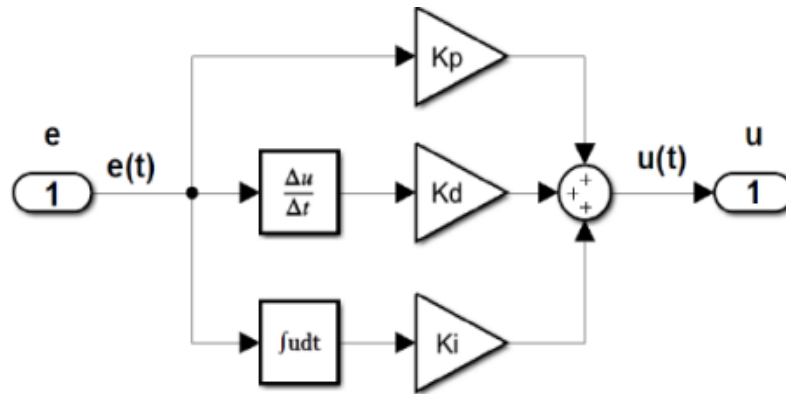 Kp
e
e(t)
1
Δu
Δt
Kd
+
+
+
u(t)
u
1
∫udt
Ki